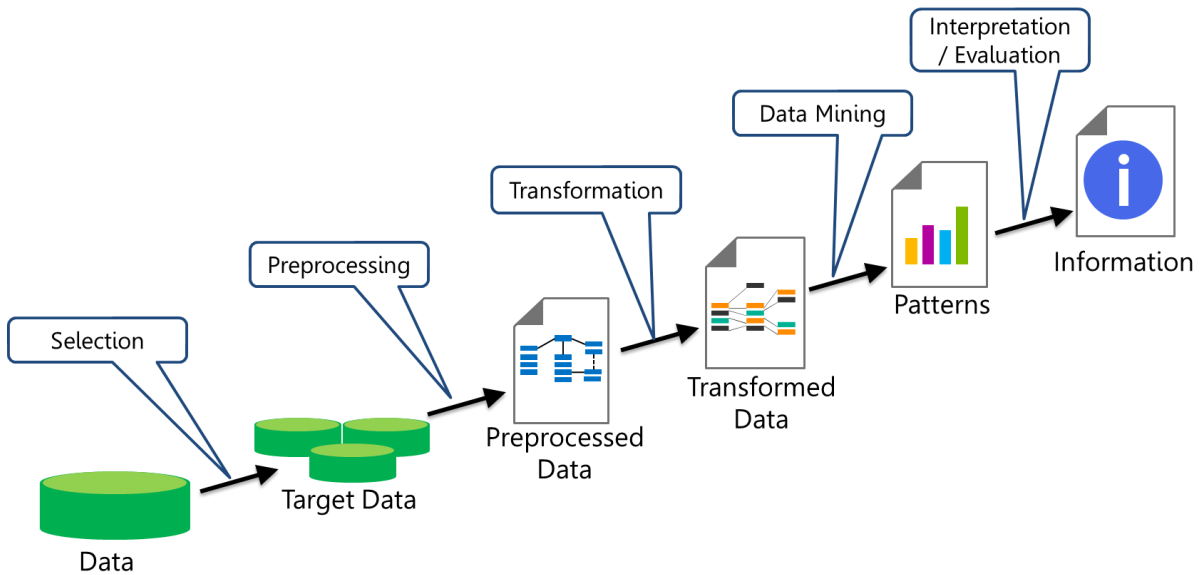 Interpretation
/ Evaluation
Data Mining
Transformation
Preprocessing
Selection
i
Information
Patterns
Transformed
Data
Preprocessed
Data
Target Data
Data